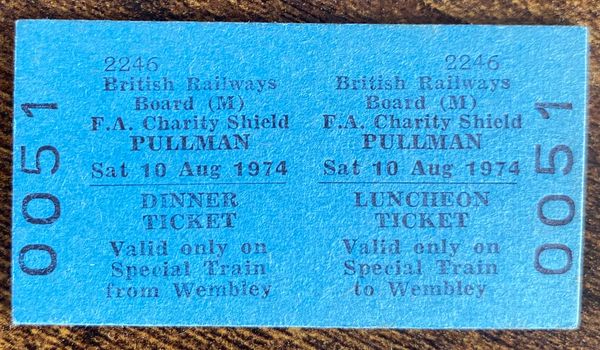 0051
2246
British Railways
Board (M)
F.A. Charity Shield
PULLMAN
Sat 10 Aug 1974
DINNER
TICKET
Valid only on
Special Train
from Wembley
2246
British Railways
Board (M)
F.A. Charity Shield
PULLMAN
Sat 10 Aug 1974
LUNCHEON
TICKET
Valid only on
Special Train
to Wembley
0051